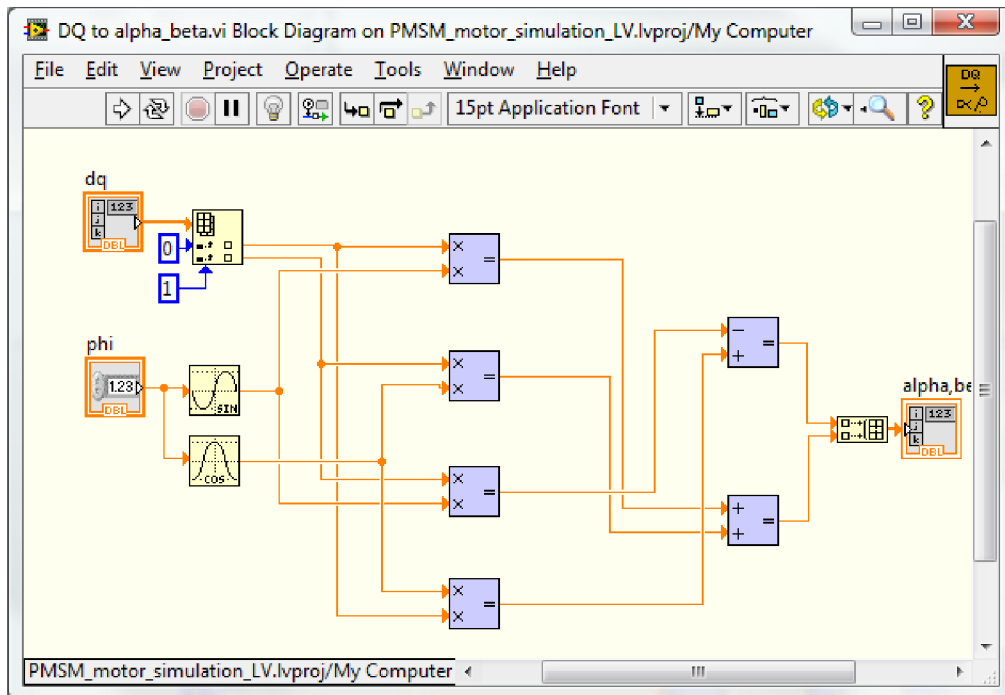 DQ to alpha_beta.vi Block Diagram on PMSM_motor_simulation_LV.lvproj/My Computer
File Edit View Project Operate Tools Window Help
15pt Application Font
DQ
dq
i
j
k
123
DBL
0
1
phi
1.23
DBL
SIN
COS
× × =
× × =
× × =
× × =
- + =
+ + =
alpha,be
i
j
k
123
DBL
PMSM_motor_simulation_LV.lvproj/My Computer